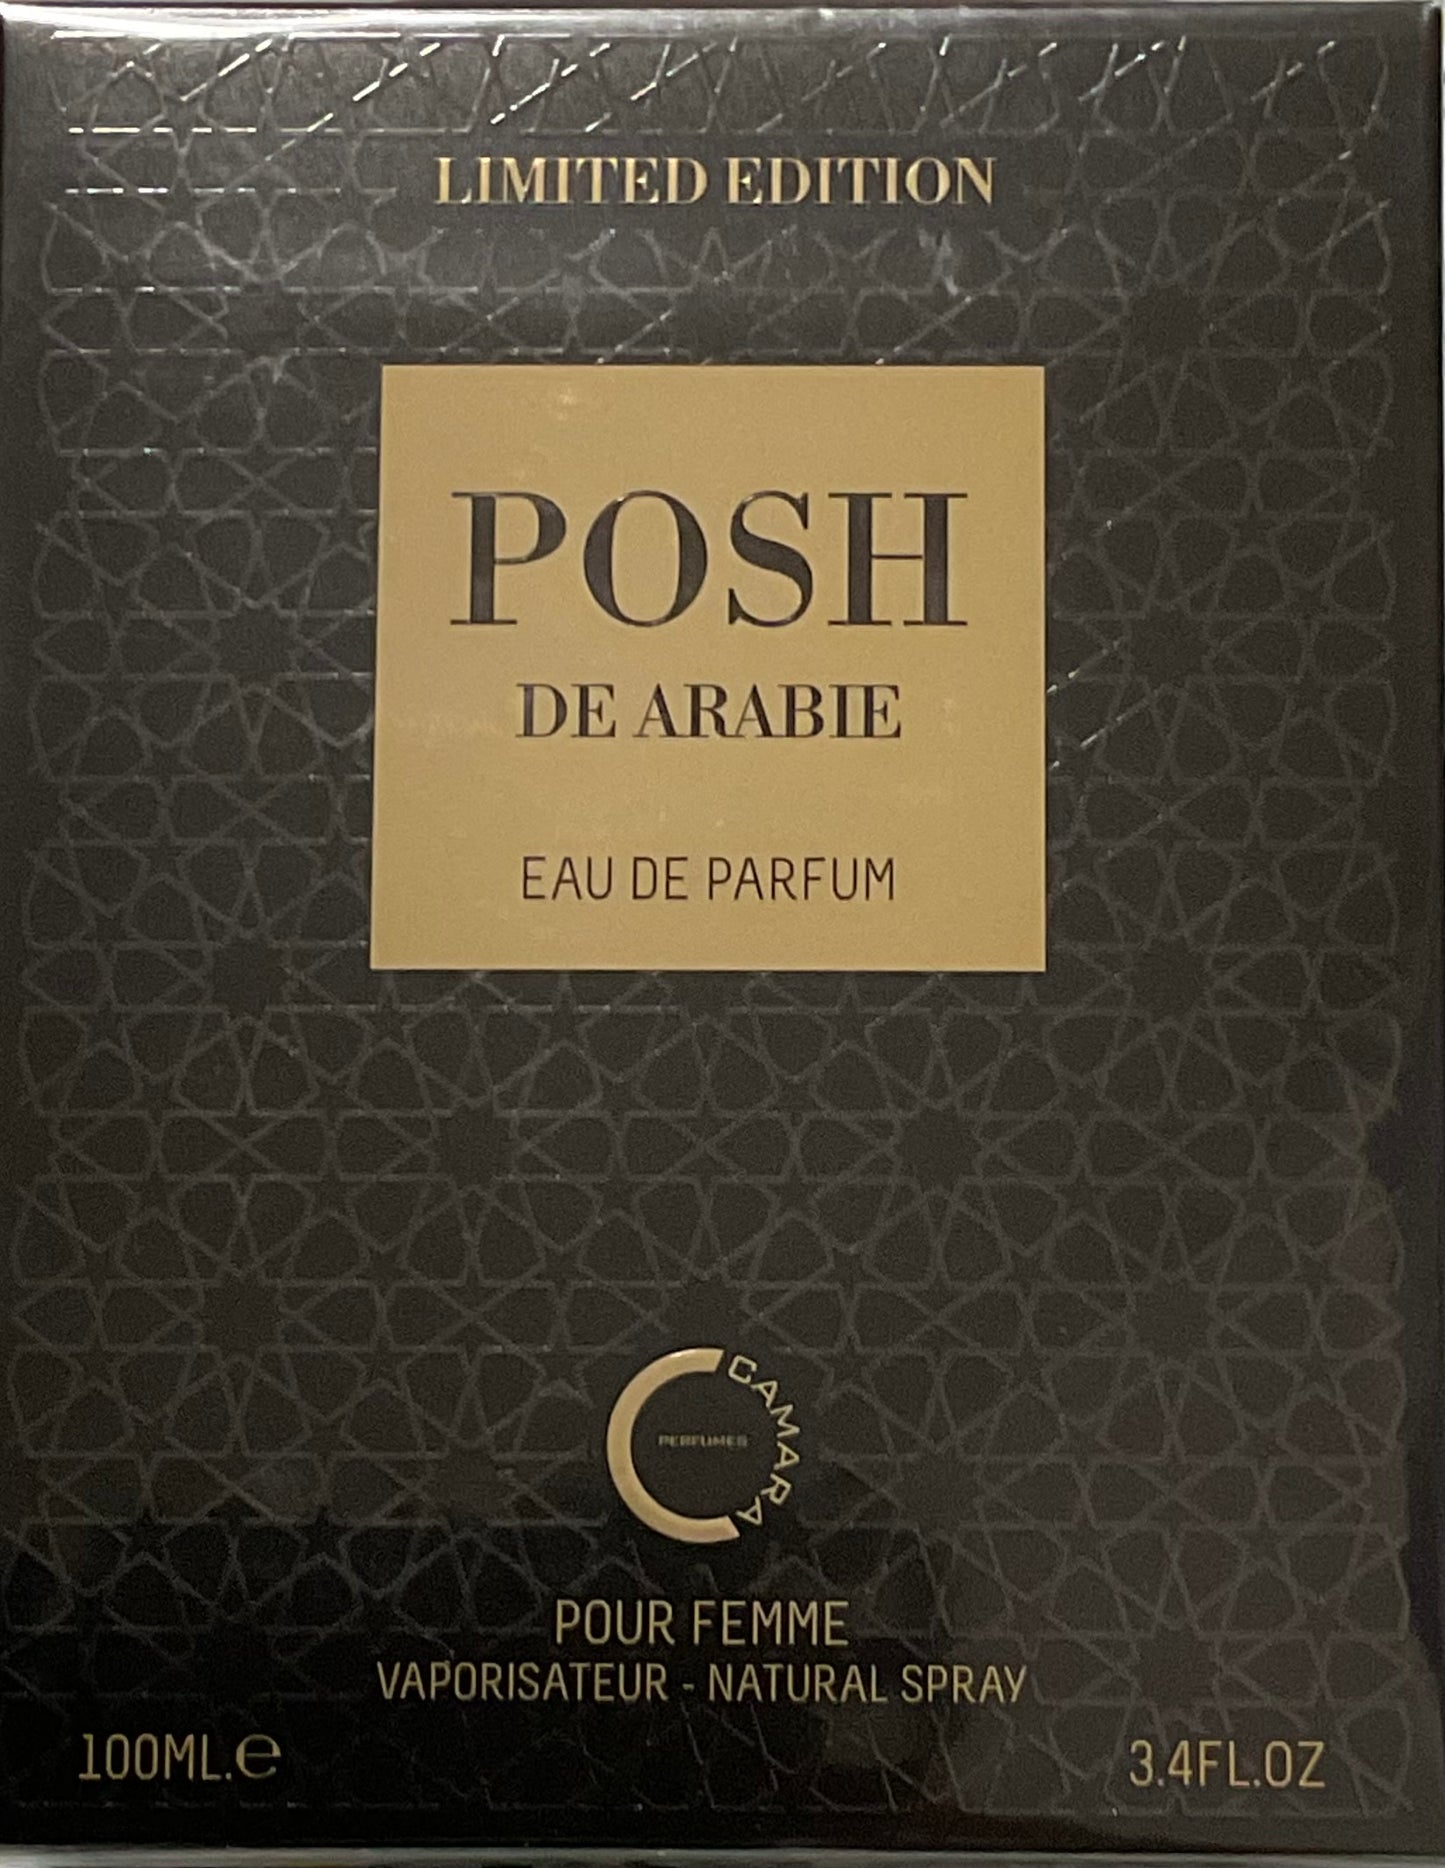 LIMITED EDITION
POSH
DE ARABIE
EAU DE PARFUM
CAMARA
PERFUMES
POUR FEMME
VAPORISATEUR - NATURAL SPRAY
100ML.e
3.4FL.OZ